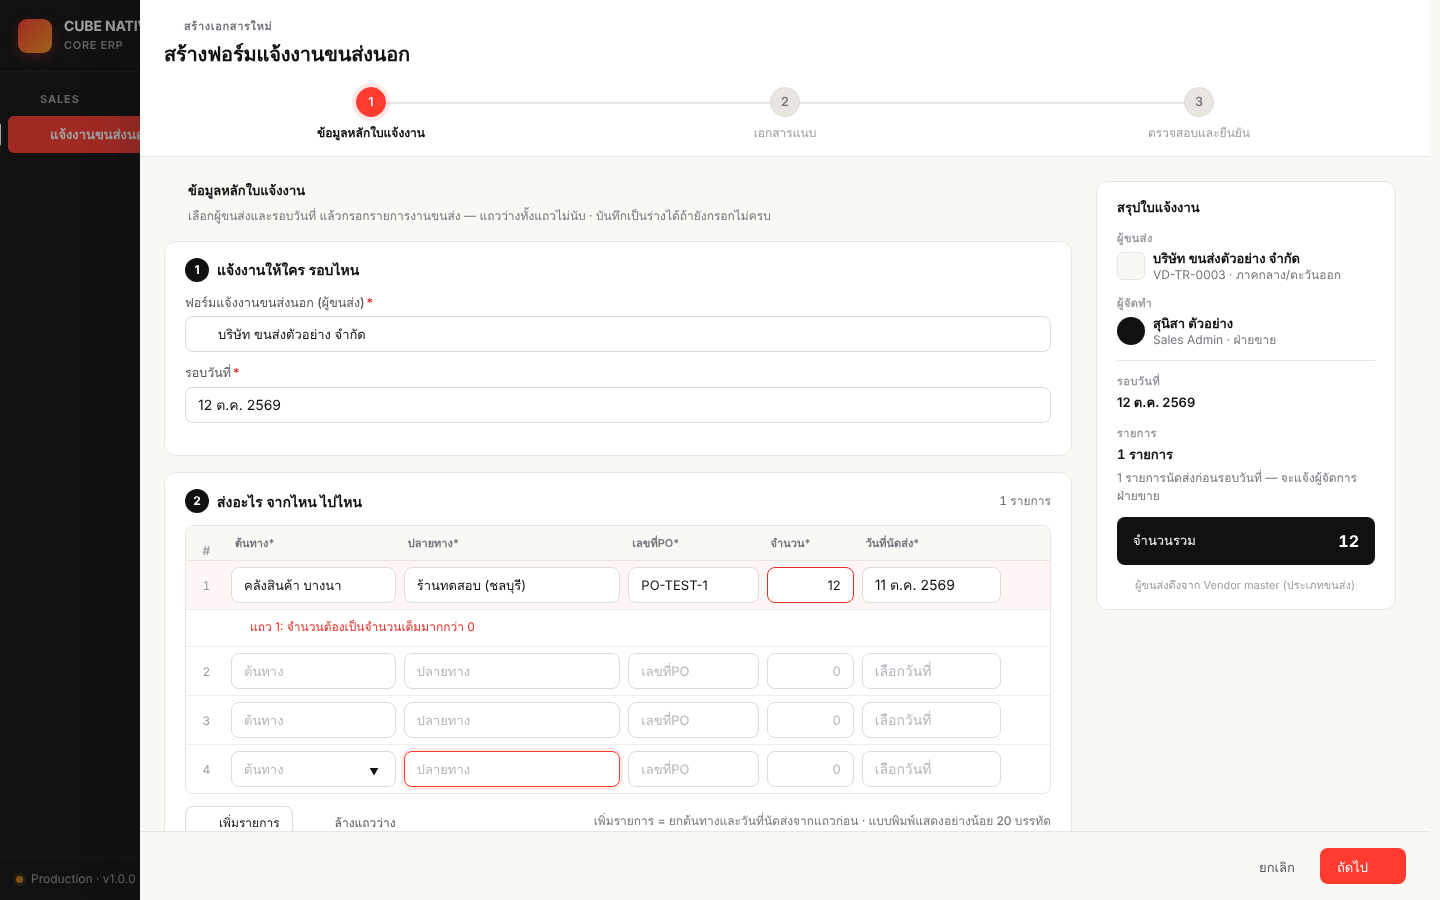 CUBE NATIV
CORE ERP
SALES
แจ้งงานขนส่งนอ
Production · v1.0.0
สร้างเอกสารใหม่
สร้างฟอร์มแจ้งงานขนส่งนอก
1
2
3
ข้อมูลหลักใบแจ้งงาน
เอกสารแนบ
ตรวจสอบและยืนยัน
ข้อมูลหลักใบแจ้งงาน
เลือกผู้ขนส่งและรอบวันที่ แล้วกรอกรายการงานขนส่ง — แถวว่างทั้งแถวไม่นับ · บันทึกเป็นร่างได้ถ้ายังกรอกไม่ครบ
1 แจ้งงานให้ใคร รอบไหน
ฟอร์มแจ้งงานขนส่งนอก (ผู้ขนส่ง) *
บริษัท ขนส่งตัวอย่าง จำกัด
รอบวันที่ *
12 ต.ค. 2569
2 ส่งอะไร จากไหน ไปไหน
1 รายการ
# ต้นทาง* ปลายทาง* เลขที่PO* จำนวน* วันที่นัดส่ง*
1 คลังสินค้า บางนา ร้านทดสอบ (ชลบุรี) PO-TEST-1 12 11 ต.ค. 2569
แถว 1: จำนวนต้องเป็นจำนวนเต็มมากกว่า 0
2 ต้นทาง ปลายทาง เลขที่PO 0 เลือกวันที่
3 ต้นทาง ปลายทาง เลขที่PO 0 เลือกวันที่
4 ต้นทาง ปลายทาง เลขที่PO 0 เลือกวันที่
เพิ่มรายการ ล้างแถวว่าง เพิ่มรายการ = ยกต้นทางและวันที่นัดส่งจากแถวก่อน · แบบพิมพ์แสดงอย่างน้อย 20 บรรทัด
สรุปใบแจ้งงาน
ผู้ขนส่ง
บริษัท ขนส่งตัวอย่าง จำกัด
VD-TR-0003 · ภาคกลาง/ตะวันออก
ผู้จัดทำ
สุนิสา ตัวอย่าง
Sales Admin · ฝ่ายขาย
รอบวันที่
12 ต.ค. 2569
รายการ
1 รายการ
1 รายการนัดส่งก่อนรอบวันที่ — จะแจ้งผู้จัดการ
ฝ่ายขาย
จำนวนรวม 12
ผู้ขนส่งดึงจาก Vendor master (ประเภทขนส่ง)
ยกเลิก
ถัดไป